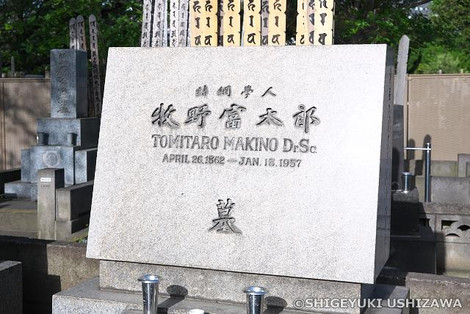 結網學人
牧野富太郎
TOMITARO MAKINO Dr.Sc.
APRIL 26, 1862 — JAN. 18, 1957
墓
©SHIGEYUKI USHIZAWA